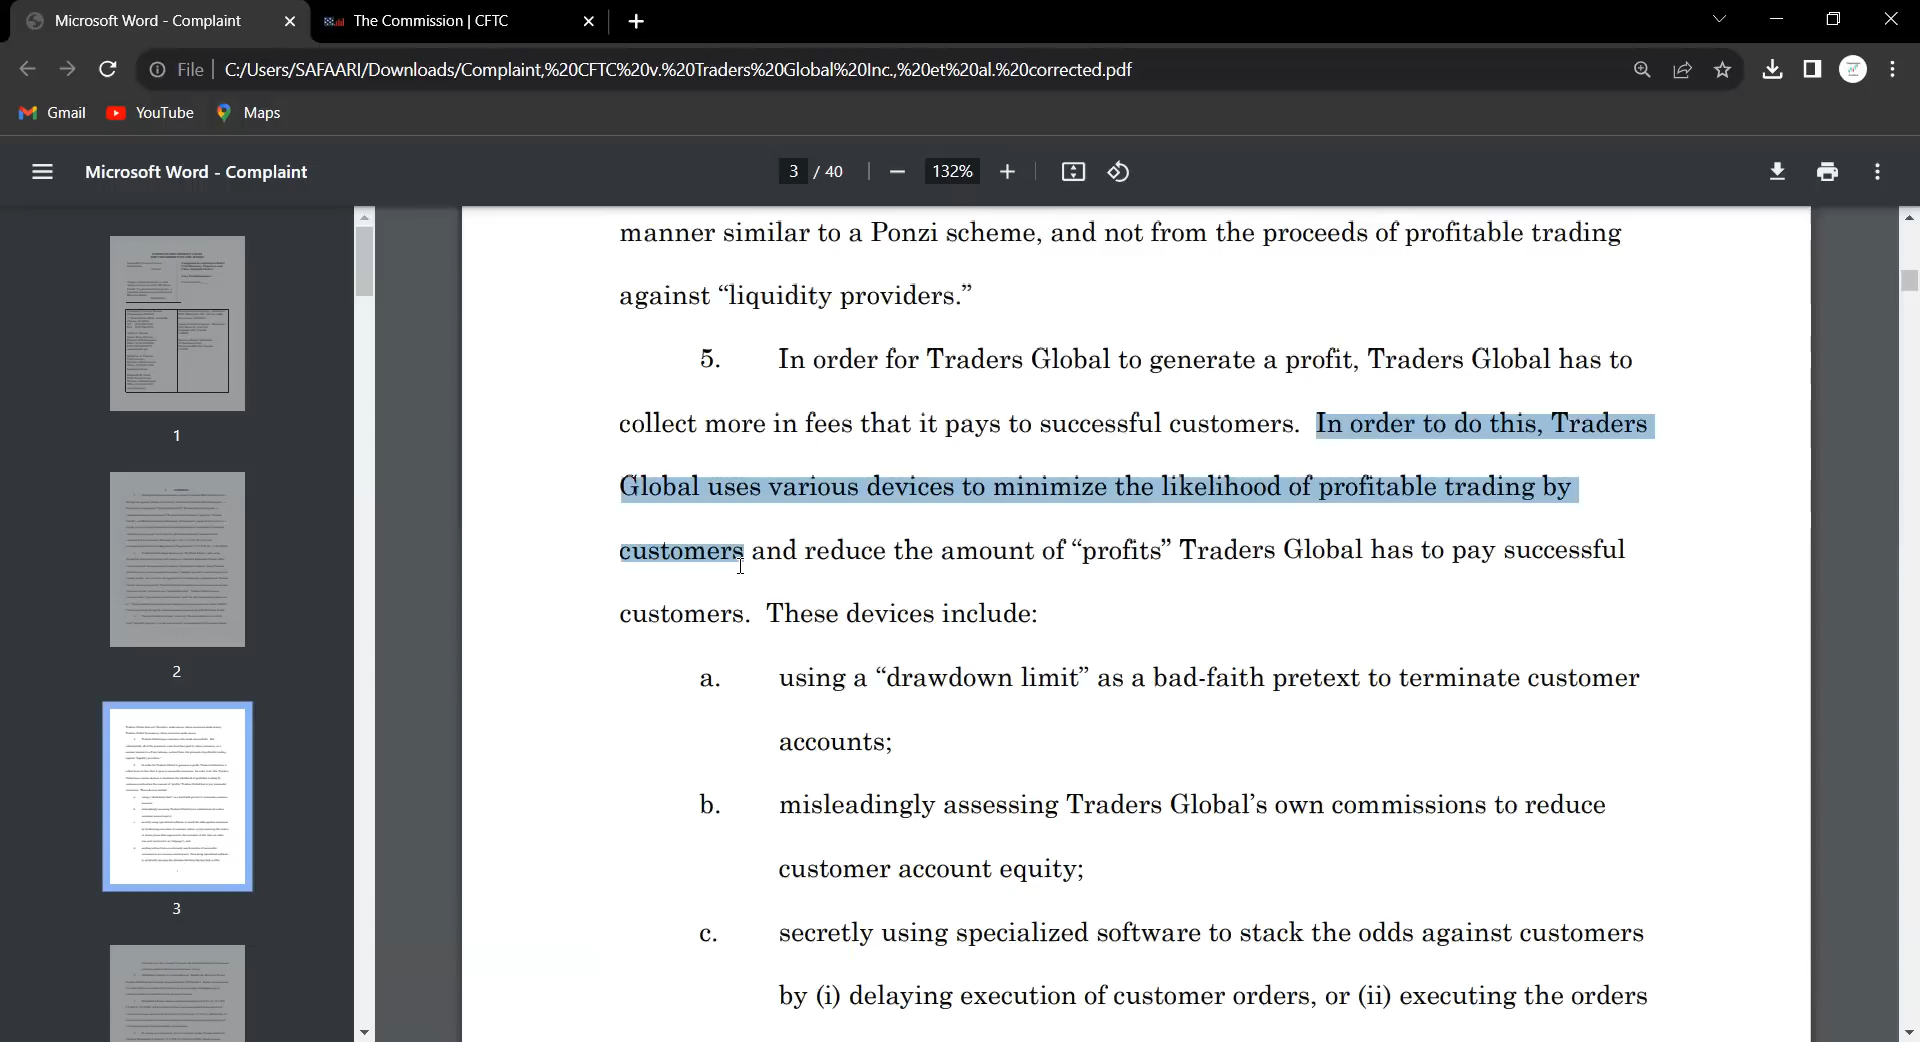 Microsoft Word - Complaint
The Commission | CFTC
File
C:/Users/SAFAARI/Downloads/Complaint,%20CFTC%20v.%20Traders%20Global%20Inc.,%20et%20al.%20corrected.pdf
Gmail
YouTube
Maps
Microsoft Word - Complaint
3 / 40
132%
1
2
3
manner similar to a Ponzi scheme, and not from the proceeds of profitable trading
against “liquidity providers.”
5. In order for Traders Global to generate a profit, Traders Global has to
collect more in fees that it pays to successful customers. In order to do this, Traders
Global uses various devices to minimize the likelihood of profitable trading by
customers and reduce the amount of “profits” Traders Global has to pay successful
customers. These devices include:
a. using a “drawdown limit” as a bad-faith pretext to terminate customer
accounts;
b. misleadingly assessing Traders Global’s own commissions to reduce
customer account equity;
c. secretly using specialized software to stack the odds against customers
by (i) delaying execution of customer orders, or (ii) executing the orders